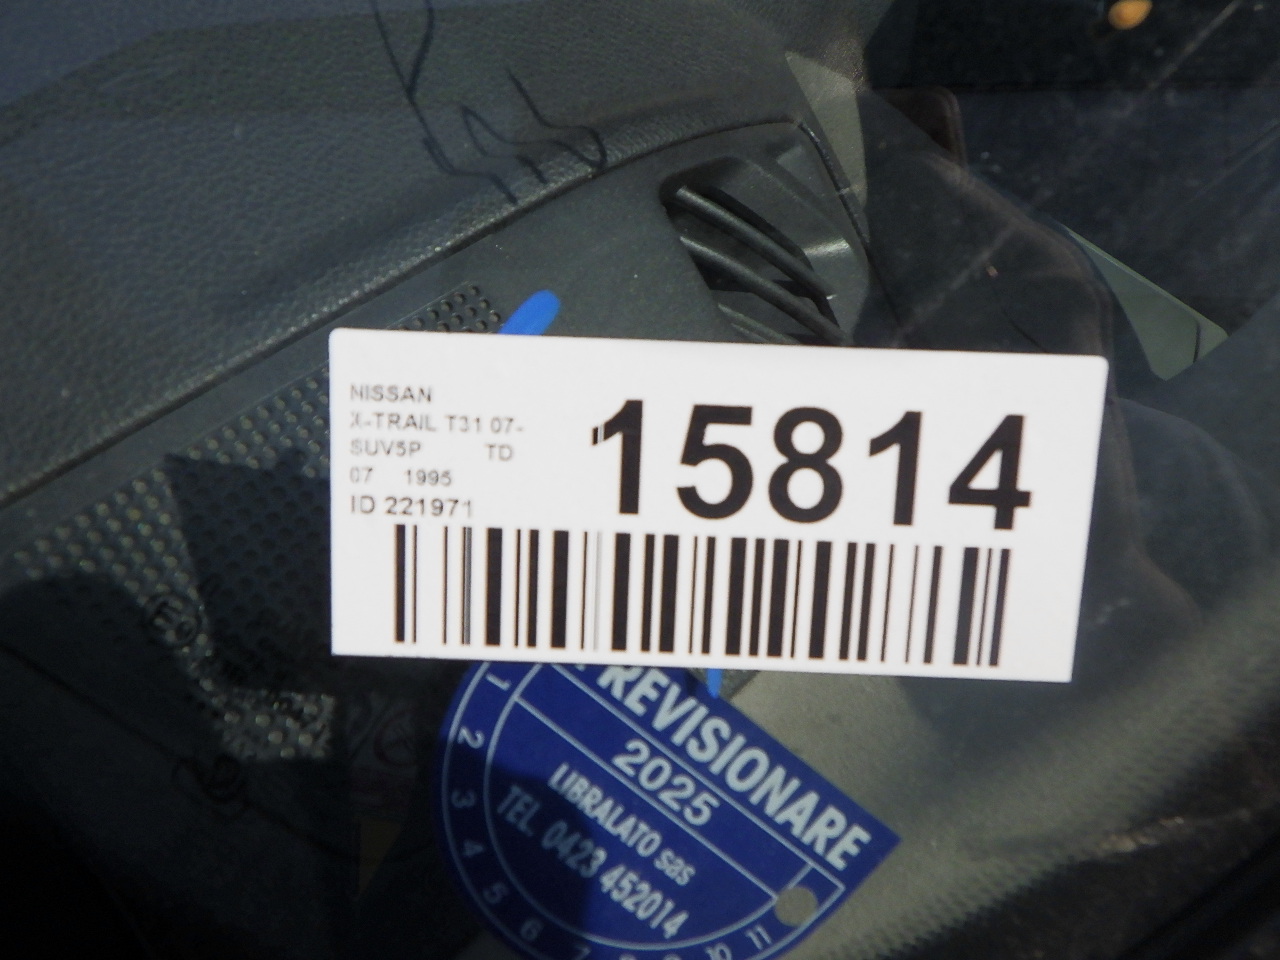 NISSAN
X-TRAIL T31 07-
SUV5P TD
07 1995
ID 221971
15814
REVISIONARE
2025
LIBRALATO sas
TEL. 0423 452014
1
2
3
4
5
6
7
10
11